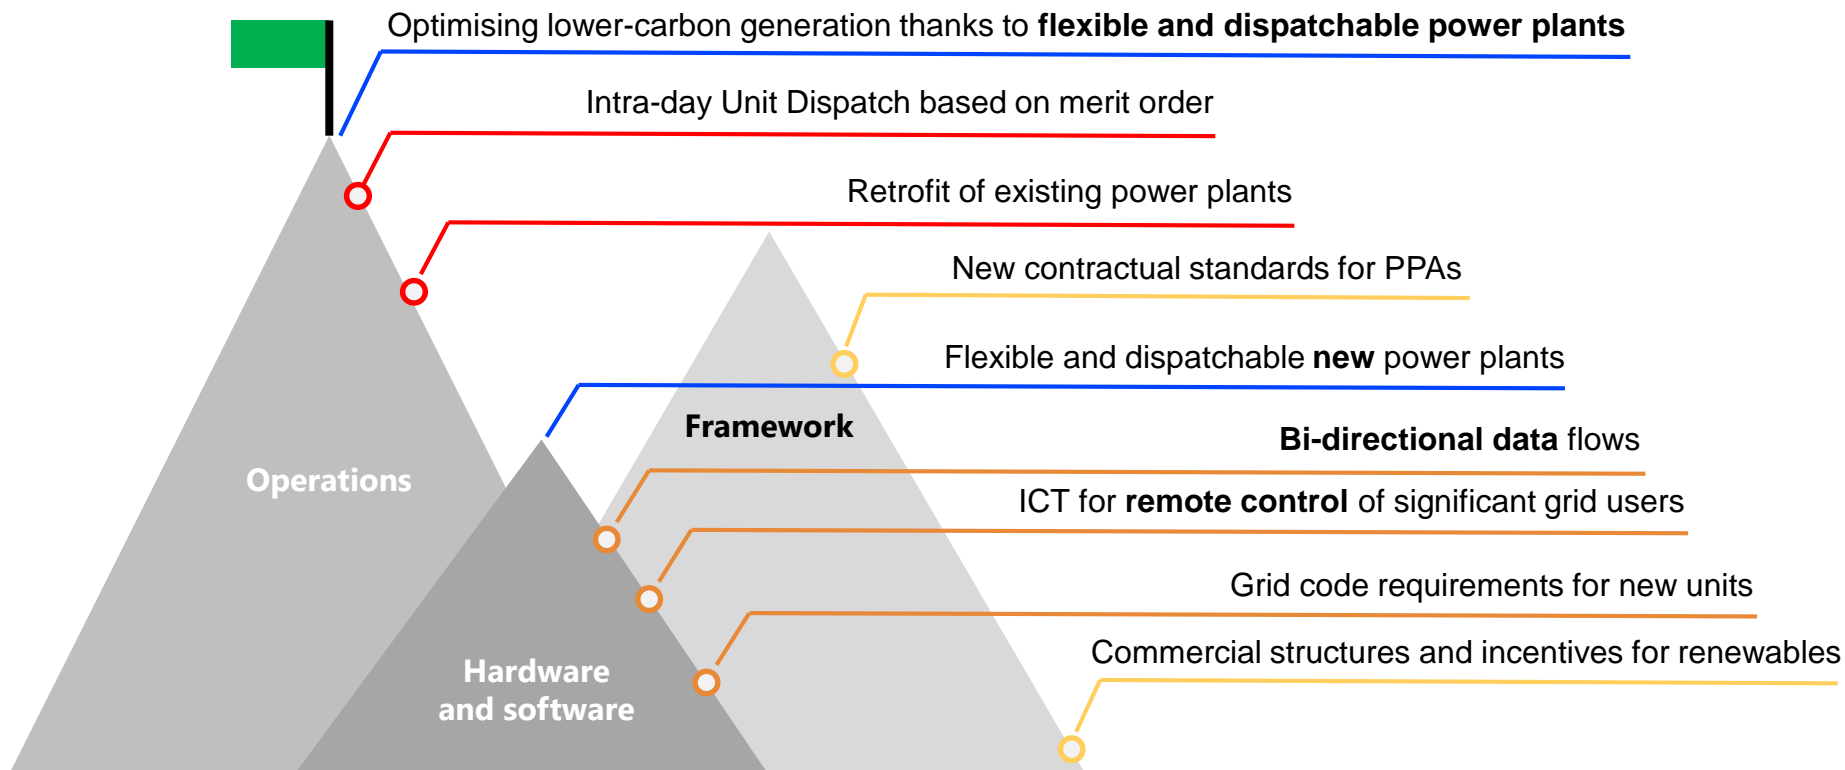 Optimising lower-carbon generation thanks to flexible and dispatchable power plants
Intra-day Unit Dispatch based on merit order
Retrofit of existing power plants
New contractual standards for PPAs
Flexible and dispatchable new power plants
Framework
Bi-directional data flows
Operations
ICT for remote control of significant grid users
Grid code requirements for new units
Commercial structures and incentives for renewables
Hardware
and software